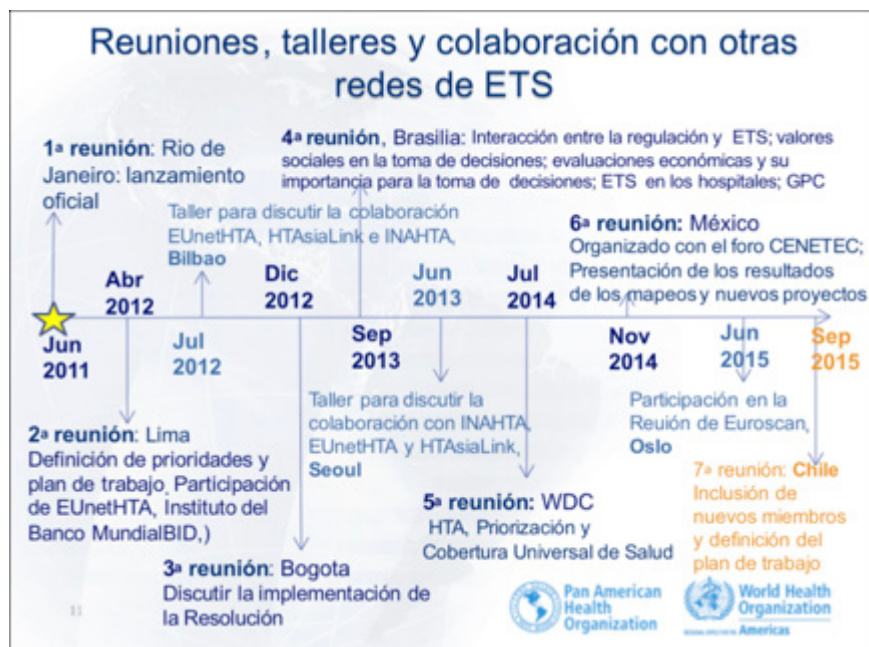 Reuniones, talleres y colaboración con otras
redes de ETS
1ª reunión: Rio de
Janeiro: lanzamiento
oficial
4ª reunión, Brasilia: Interacción entre la regulación y ETS; valores
sociales en la toma de decisiones; evaluaciones económicas y su
importancia para la toma de decisiones; ETS en los hospitales; GPC
Taller para discutir la colaboración
EUnetHTA, HTAsiaLink e INAHTA,
Bilbao
6ª reunión: México
Organizado con el foro CENETEC;
Presentación de los resultados
de los mapeos y nuevos proyectos
Abr
2012
Dic
2012
Jun
2013
Jul
2014
Jun
2011
Jul
2012
Sep
2013
Nov
2014
Jun
2015
Sep
2015
2ª reunión: Lima
Definición de prioridades y
plan de trabajo, Participación
de EUnetHTA, Instituto del
Banco MundialBID,)
Taller para discutir la
colaboración con INAHTA,
EUnetHTA y HTAsiaLink,
Seoul
Participación en la
Reuión de Euroscan,
Oslo
3ª reunión: Bogota
Discutir la implementación de
la Resolución
5ª reunión: WDC
HTA, Priorización y
Cobertura Universal de Salud
7ª reunión: Chile
Inclusión de
nuevos miembros
y definición del
plan de trabajo
11
Pan American
Health
Organization
World Health
Organization
Americas